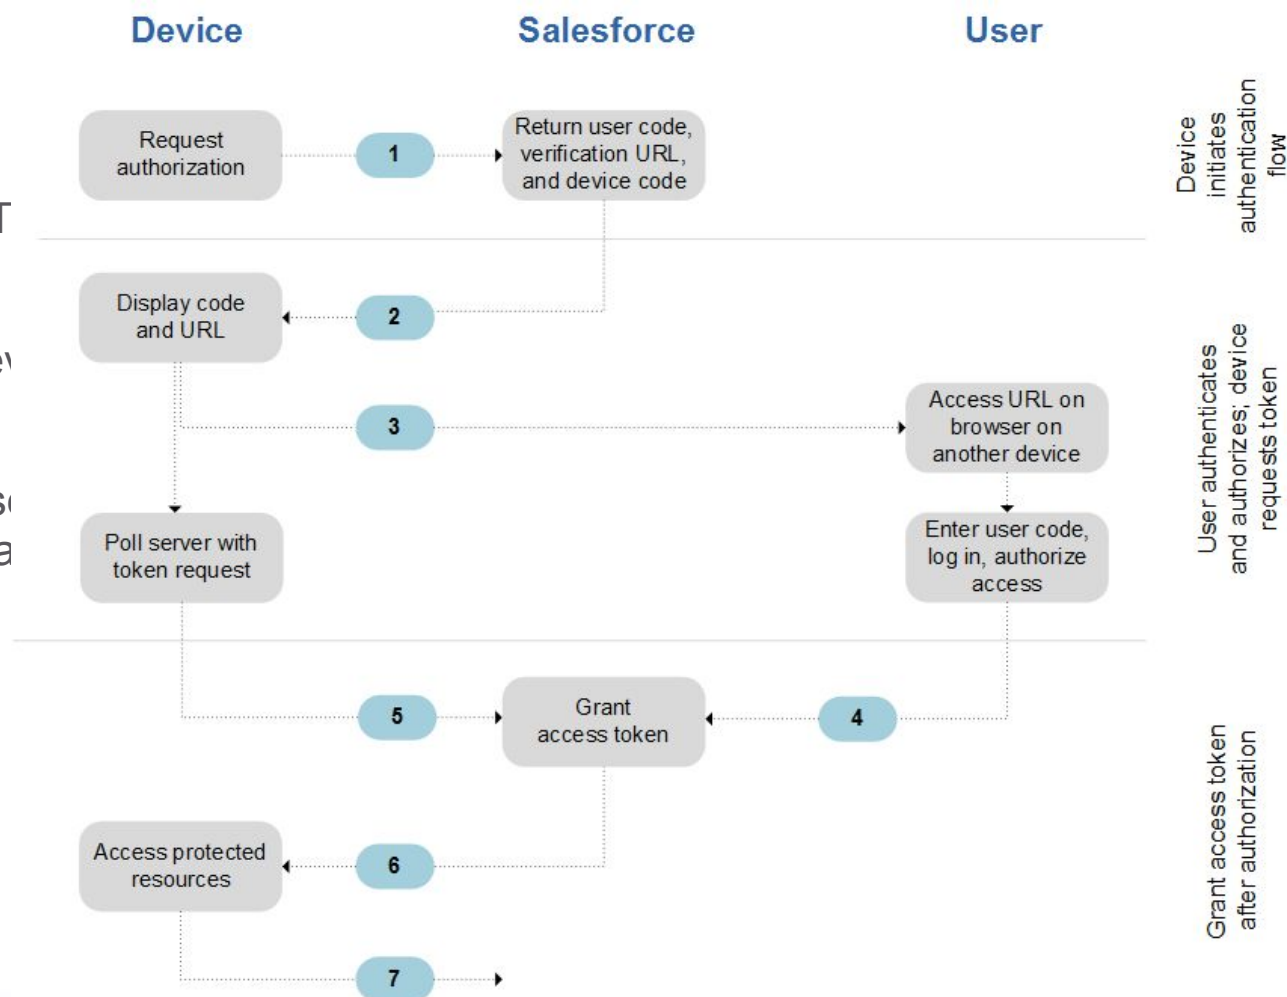 Device
Salesforce
User
Request
authorization
1
Return user code,
verification URL,
and device code
Device
initiates
authentication
flow
Display code
and URL
2
3
Access URL on
browser on
another device
User authenticates
and authorizes; device
requests token
Poll server with
token request
Enter user code,
log in, authorize
access
5
Grant
access token
4
Access protected
resources
6
Grant access token
after authorization
7